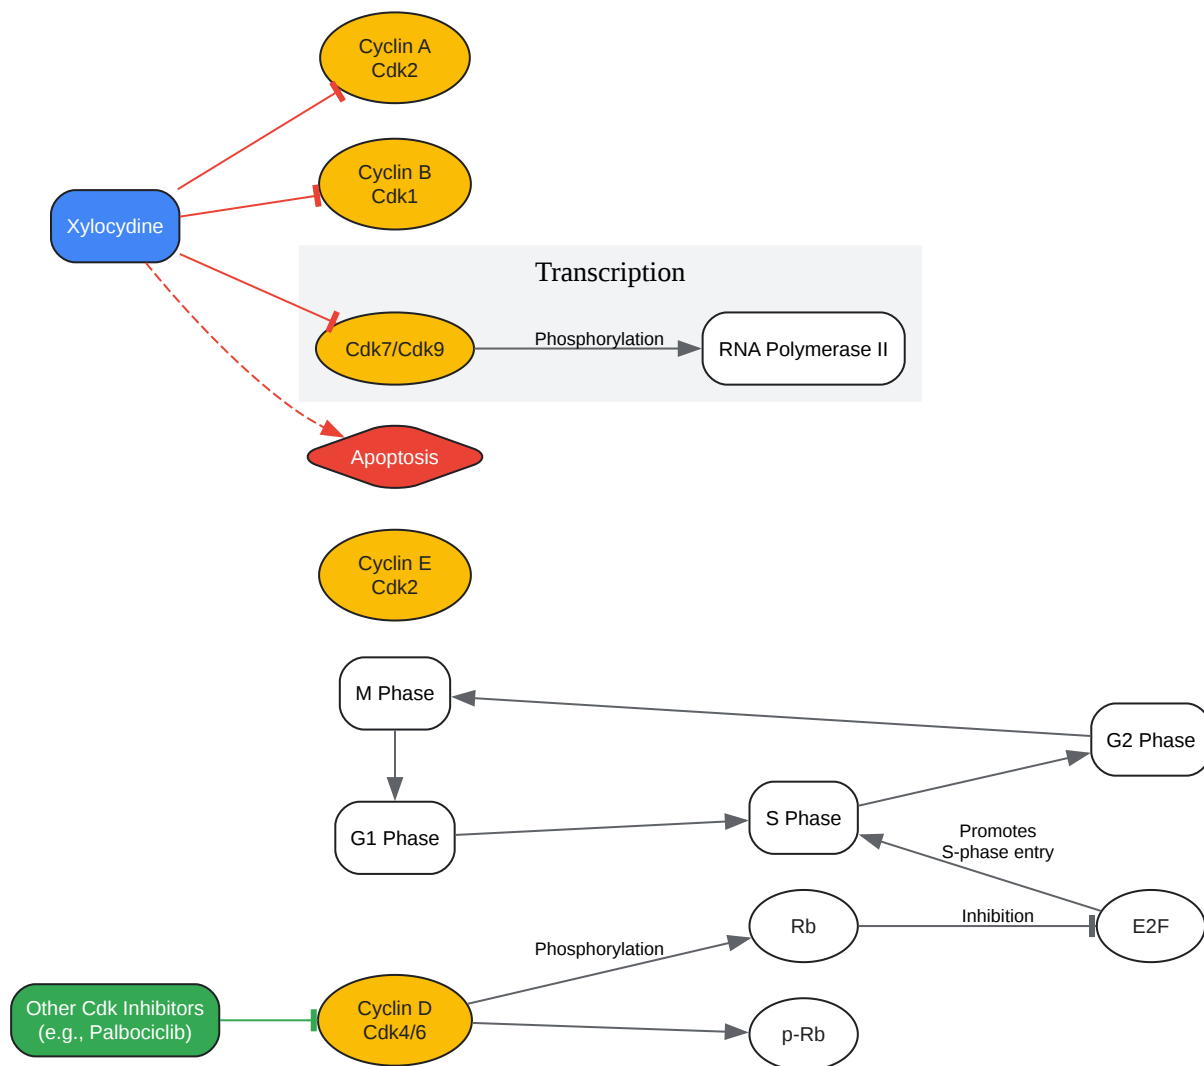 Cyclin A
Cdk2
Cyclin B
Cdk1
Xylocydine
Transcription
Cdk7/Cdk9
Phosphorylation
RNA Polymerase II
Apoptosis
Cyclin E
Cdk2
M Phase
G2 Phase
G1 Phase
S Phase
Promotes
S-phase entry
Rb
Inhibition
E2F
Phosphorylation
Other Cdk Inhibitors
(e.g., Palbociclib)
Cyclin D
Cdk4/6
p-Rb